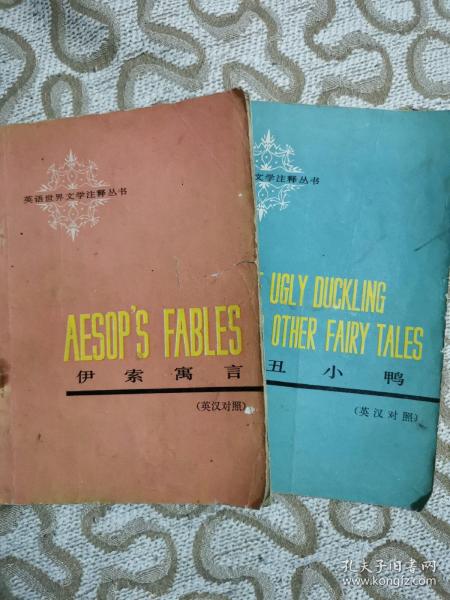 英语世界文学注释丛书
AESOP'S FABLES
伊索寓言
(英汉对照)
文学注释丛书
UGLY DUCKLING
OTHER FAIRY TALES
丑小鸭
(英汉对照)
孔夫子旧书网
www.kongfz.com